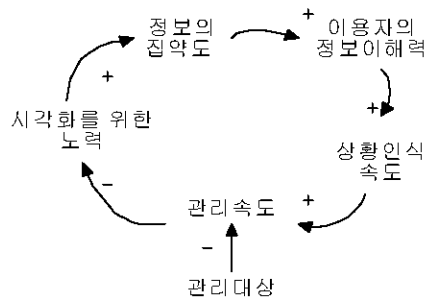 정보의
집약도
+
이용자의
정보이해력
+
시각화를 위한
노력
+
상황인식
속도
−
관리속도
+
−
관리대상